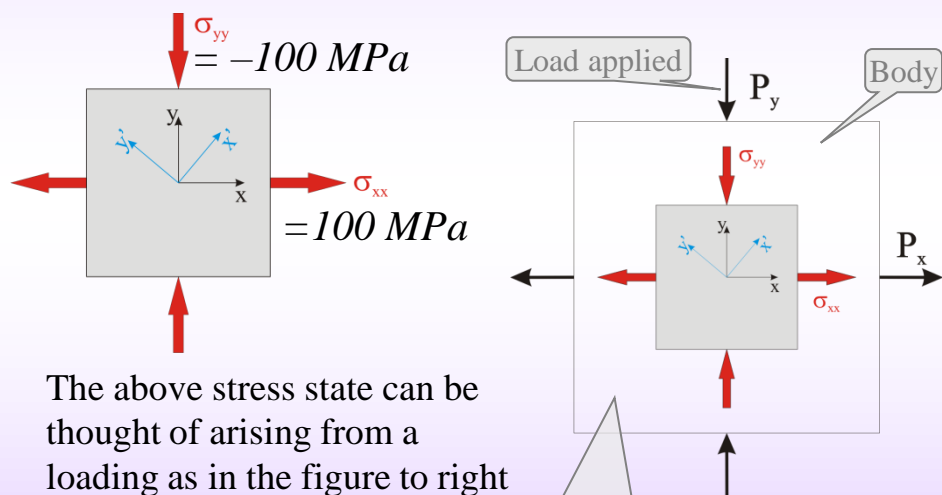 σyy
= –100 MPa
y
y'
x'
x
σxx
=100 MPa
The above stress state can be
thought of arising from a
loading as in the figure to right
Load applied
Body
Py
σyy
y
y'
x'
x
Px
σxx